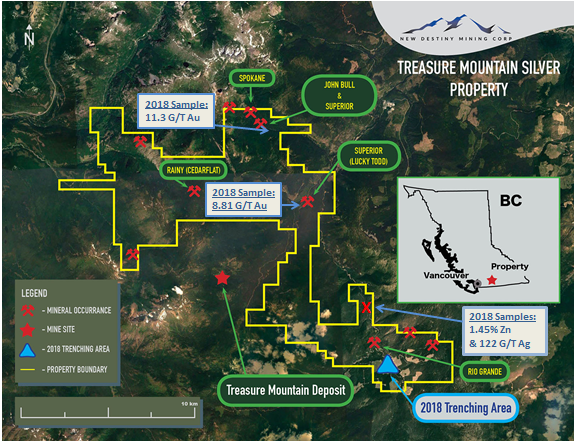 N
NEW DESTINY MINING CORP
TREASURE MOUNTAIN SILVER
PROPERTY
SPOKANE
JOHN BULL
&
SUPERIOR
2018 Sample:
11.3 G/T Au
SUPERIOR
(LUCKY TODD)
RAINY (CEDARFLAT)
2018 Sample:
8.81 G/T Au
BC
Vancouver
Property
LEGEND
- MINERAL OCCURRANCE
- MINE SITE
- 2018 TRENCHING AREA
- PROPERTY BOUNDARY
2018 Samples:
1.45% Zn
& 122 G/T Ag
RIO GRANDE
Treasure Mountain Deposit
2018 Trenching Area
10 km